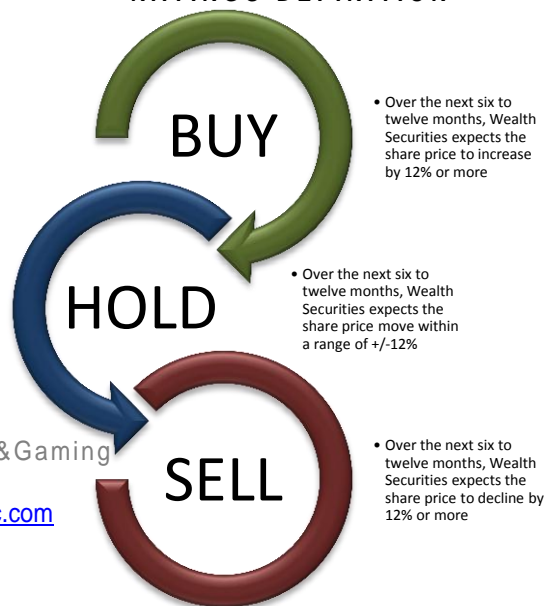 BUY
• Over the next six to
twelve months, Wealth
Securities expects the
share price to increase
by 12% or more
HOLD
• Over the next six to
twelve months, Wealth
Securities expects the
share price move within
a range of +/-12%
&Gaming
c.com
SELL
• Over the next six to
twelve months, Wealth
Securities expects the
share price to decline by
12% or more